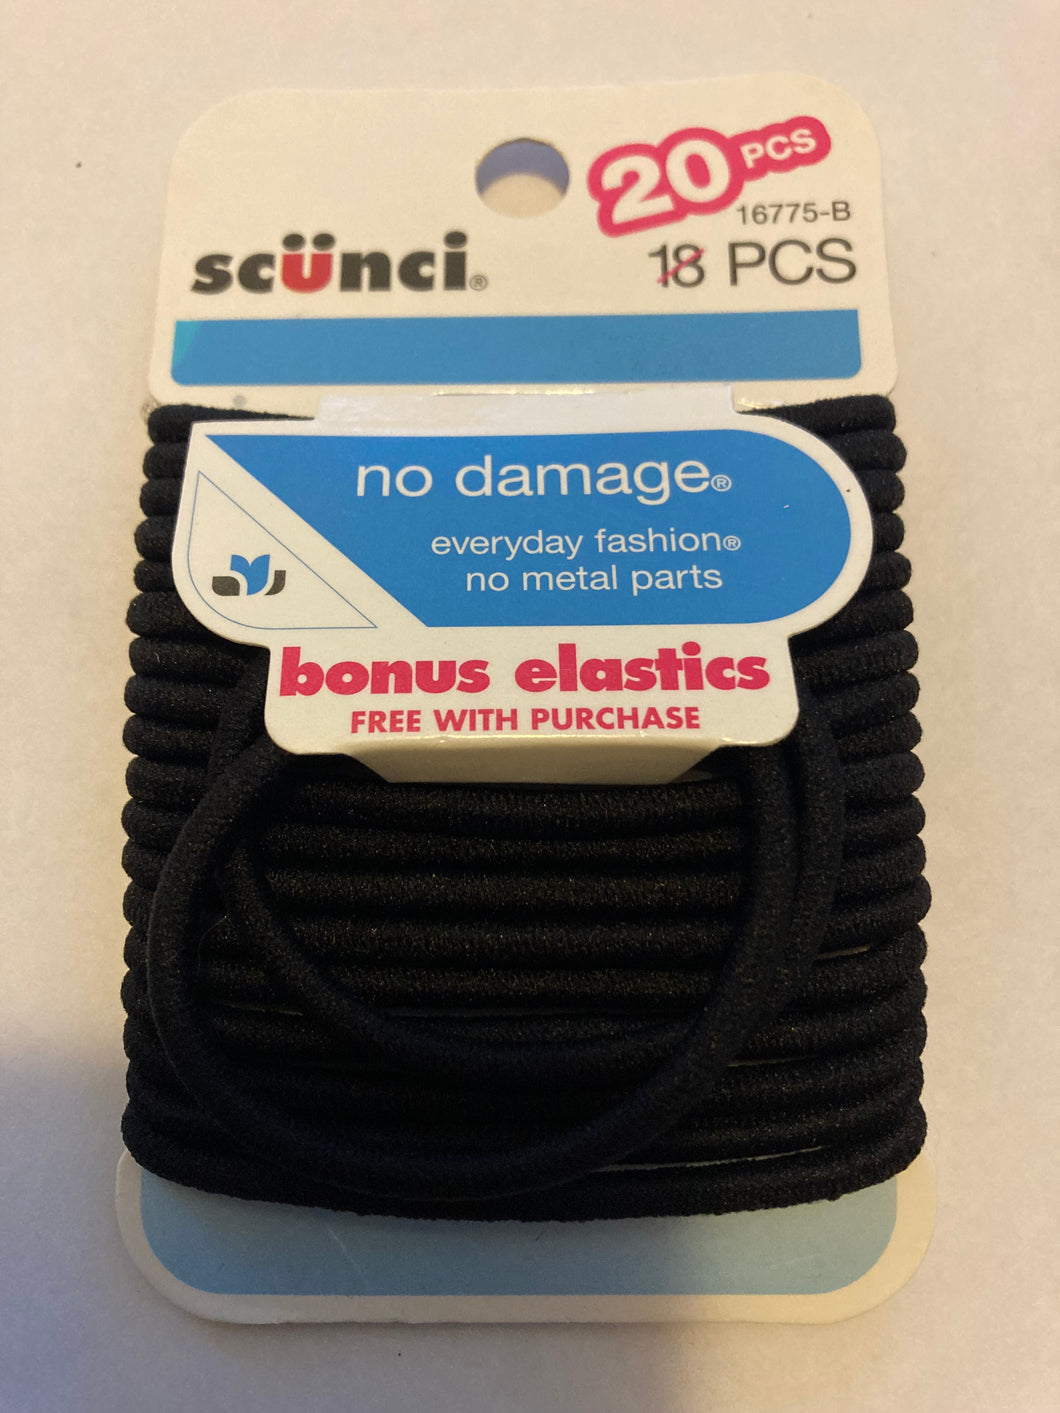 20 PCS
16775-B
scünci®
18 PCS
no damage®
everyday fashion®
no metal parts
bonus elastics
FREE WITH PURCHASE